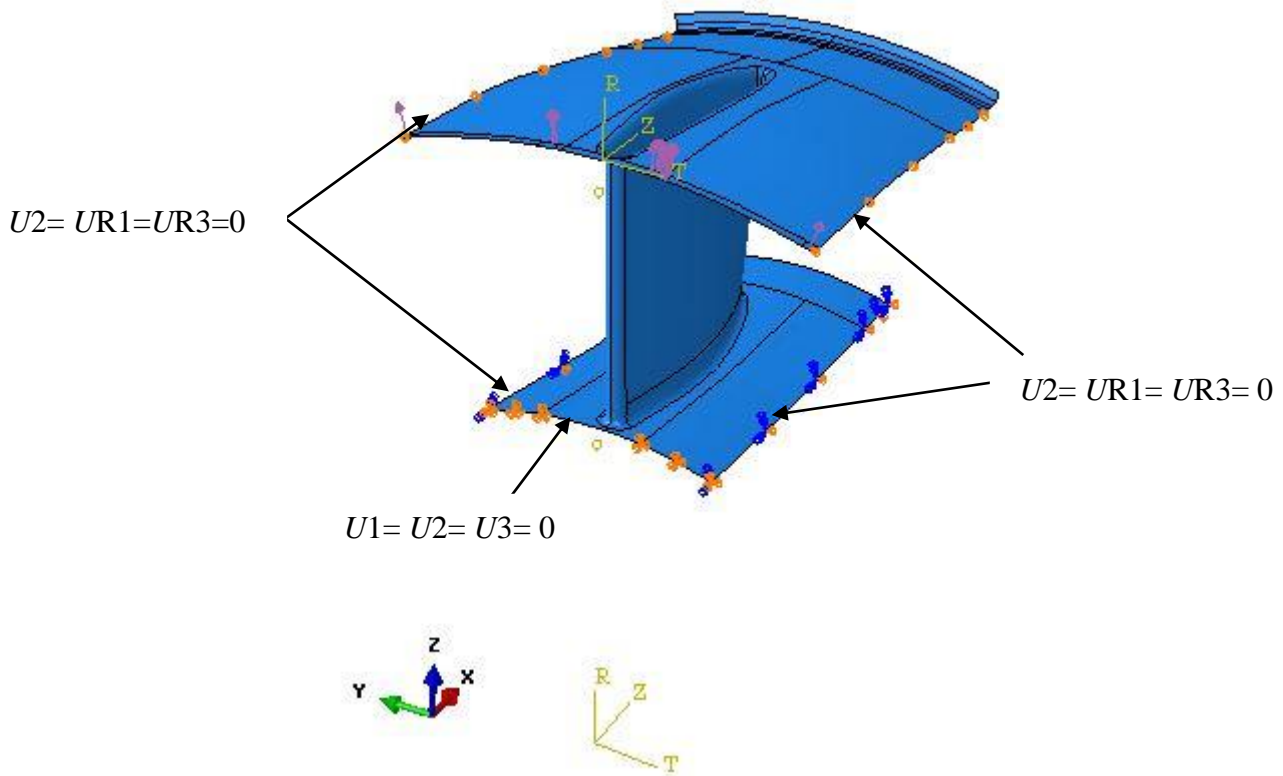 R
Z
T
U2= UR1=UR3=0
U2= UR1= UR3= 0
U1= U2= U3= 0
Z
Y
X
R
Z
T